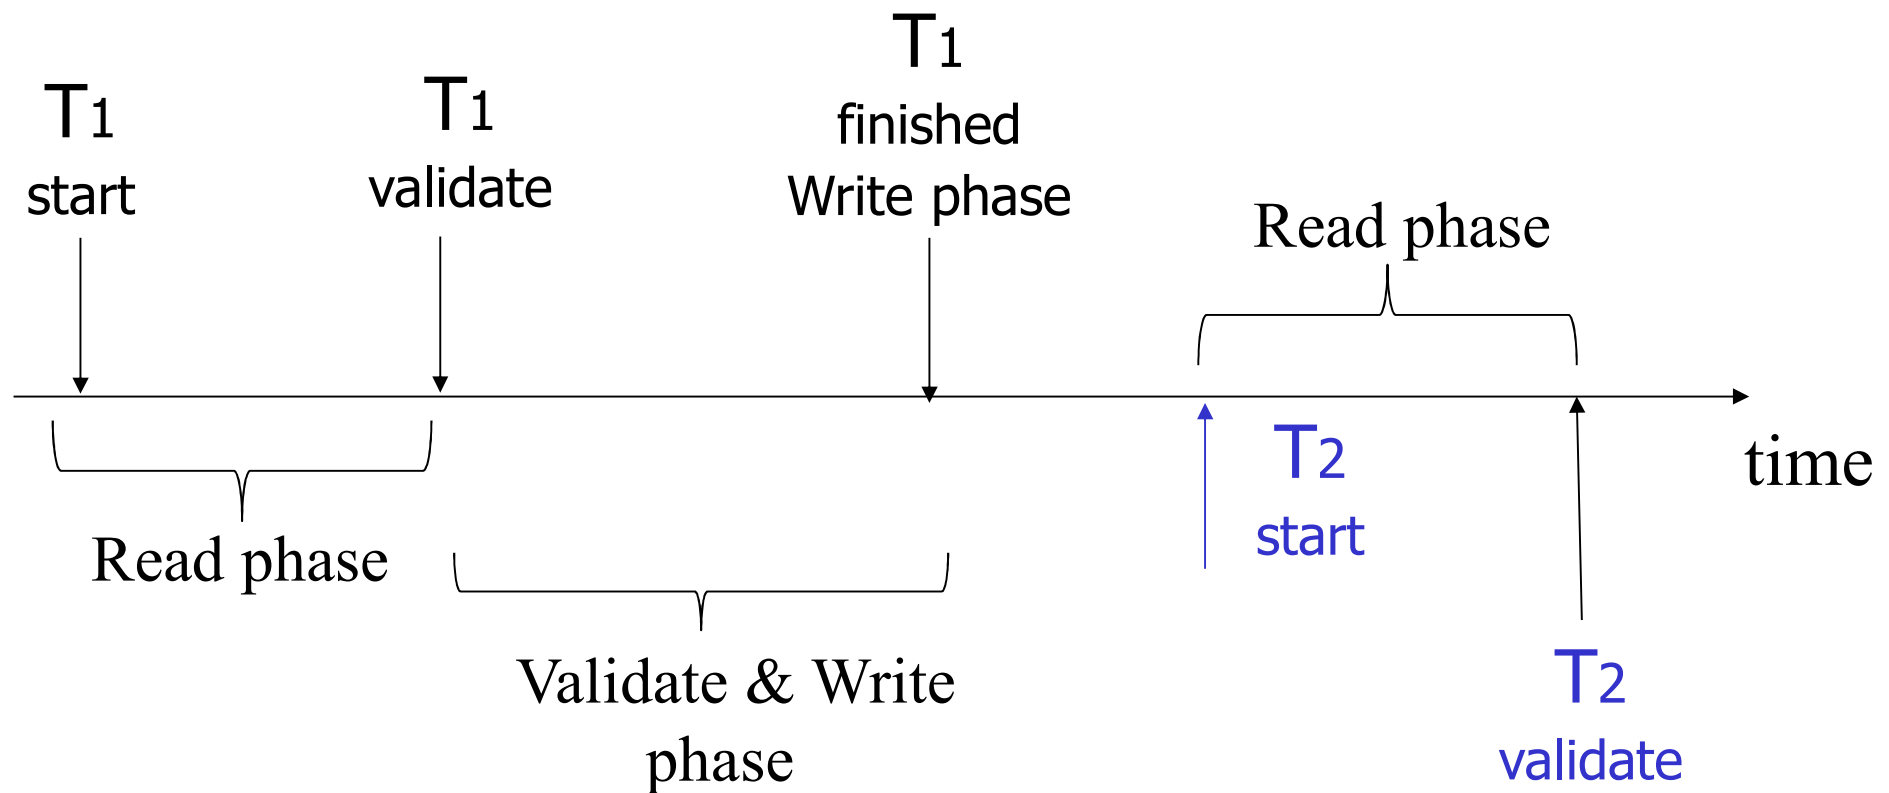 T1
start
T1
validate
T1
finished
Write phase
Read phase
time
T2
start
Read phase
Validate & Write
phase
T2
validate